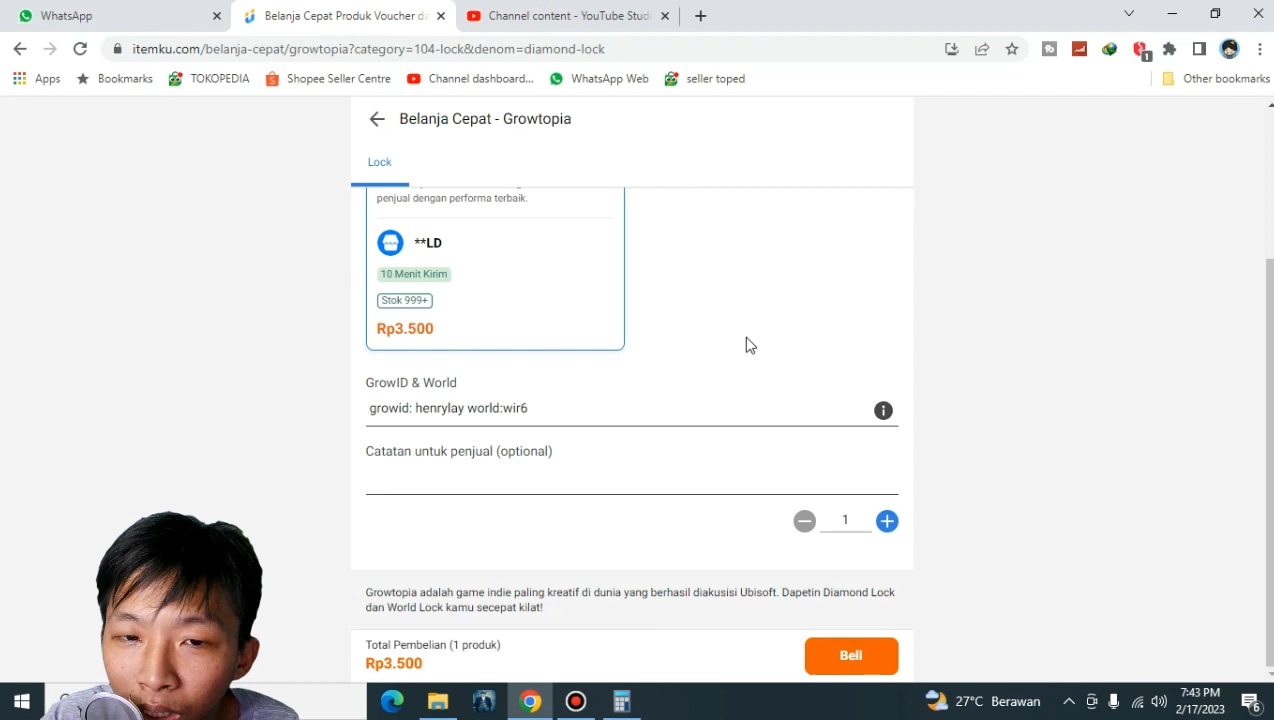 WhatsApp
Belanja Cepat Produk Voucher da
Channel content - YouTube Stud
itemku.com/belanja-cepat/growtopia?category=104-lock&denom=diamond-lock
Apps
Bookmarks
TOKOPEDIA
Shopee Seller Centre
Channel dashboard...
WhatsApp Web
seller toped
Other bookmarks
Belanja Cepat - Growtopia
Lock
penjual dengan performa terbaik.
**LD
10 Menit Kirim
Stok 999+
Rp3.500
GrowID & World
growid: henrylay world:wir6
Catatan untuk penjual (optional)
1
Growtopia adalah game indie paling kreatif di dunia yang berhasil diakusisi Ubisoft. Dapetin Diamond Lock
dan World Lock kamu secepat kilat!
Total Pembelian (1 produk)
Rp3.500
Beli
27°C Berawan
7:43 PM
2/17/2023
6